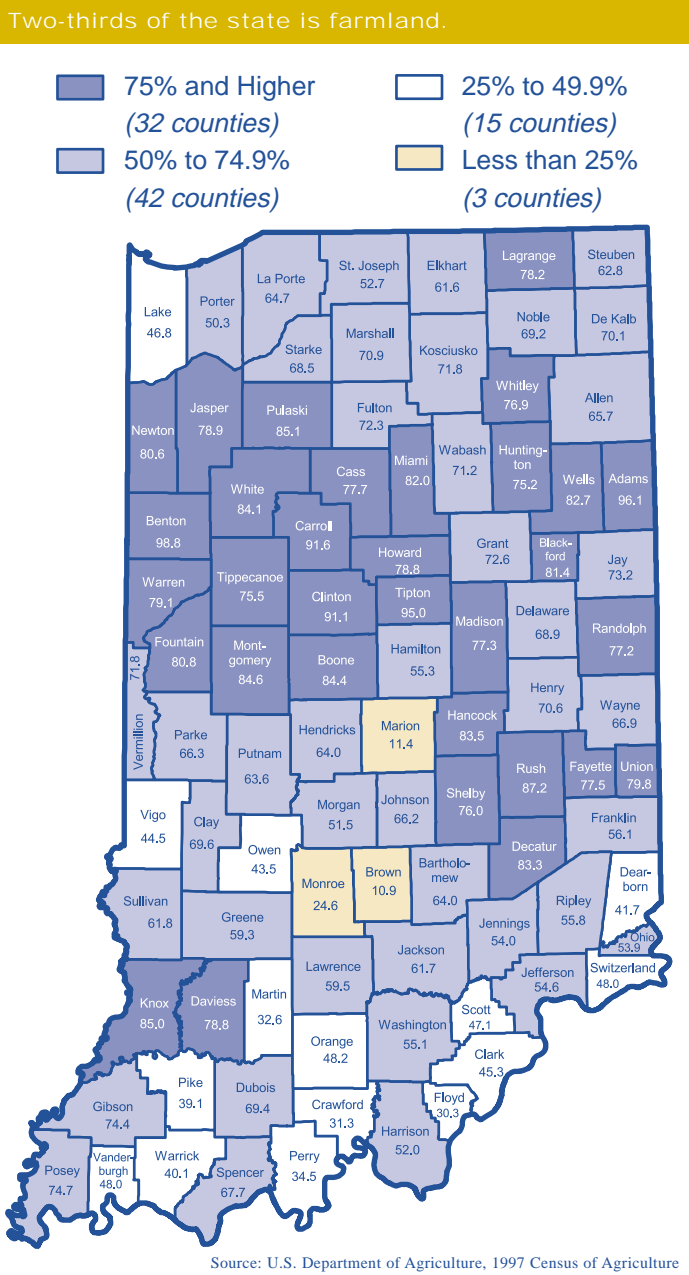 Two-thirds of the state is farmland.
75% and Higher
(32 counties)
25% to 49.9%
(15 counties)
50% to 74.9%
(42 counties)
Less than 25%
(3 counties)
Lake
46.8
Porter
50.3
La Porte
64.7
St. Joseph
52.7
Elkhart
61.6
Lagrange
78.2
Steuben
62.8
Starke
68.5
Marshall
70.9
Kosciusko
71.8
Noble
69.2
De Kalb
70.1
Newton
80.6
Jasper
78.9
Pulaski
85.1
Fulton
72.3
Whitley
76.9
Allen
65.7
White
84.1
Cass
77.7
Miami
82.0
Wabash
71.2
Hunting-
ton
75.2
Wells
82.7
Adams
96.1
Benton
98.8
Carroll
91.6
Howard
78.8
Grant
72.6
Black-
ford
81.4
Jay
73.2
Warren
79.1
Tippecanoe
75.5
Clinton
91.1
Tipton
95.0
Madison
77.3
Delaware
68.9
Randolph
77.2
71.8
Vermillion
Fountain
80.8
Mont-
gomery
84.6
Boone
84.4
Hamilton
55.3
Henry
70.6
Wayne
66.9
Parke
66.3
Putnam
63.6
Hendricks
64.0
Marion
11.4
Hancock
83.5
Rush
87.2
Fayette
77.5
Union
79.8
Vigo
44.5
Clay
69.6
Owen
43.5
Morgan
51.5
Johnson
66.2
Shelby
76.0
Decatur
83.3
Franklin
56.1
Sullivan
61.8
Greene
59.3
Monroe
24.6
Brown
10.9
Bartholo-
mew
64.0
Jennings
54.0
Ripley
55.8
Dear-
born
41.7
Ohio
53.9
Knox
85.0
Daviess
78.8
Martin
32.6
Lawrence
59.5
Jackson
61.7
Jefferson
54.6
Switzerland
48.0
Orange
48.2
Washington
55.1
Scott
47.1
Clark
45.3
Gibson
74.4
Pike
39.1
Dubois
69.4
Crawford
31.3
Floyd
30.3
Harrison
52.0
Posey
74.7
Vander-
burgh
48.0
Warrick
40.1
Spencer
67.7
Perry
34.5
Source: U.S. Department of Agriculture, 1997 Census of Agriculture